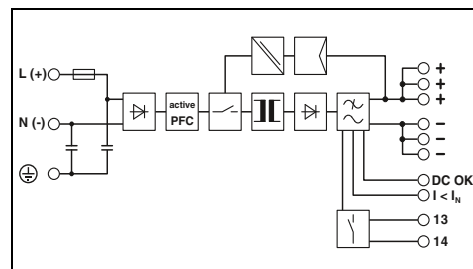 L (+)
active
PFC
N (-)
+
+
+
–
–
–
DC OK
I < IN
13
14